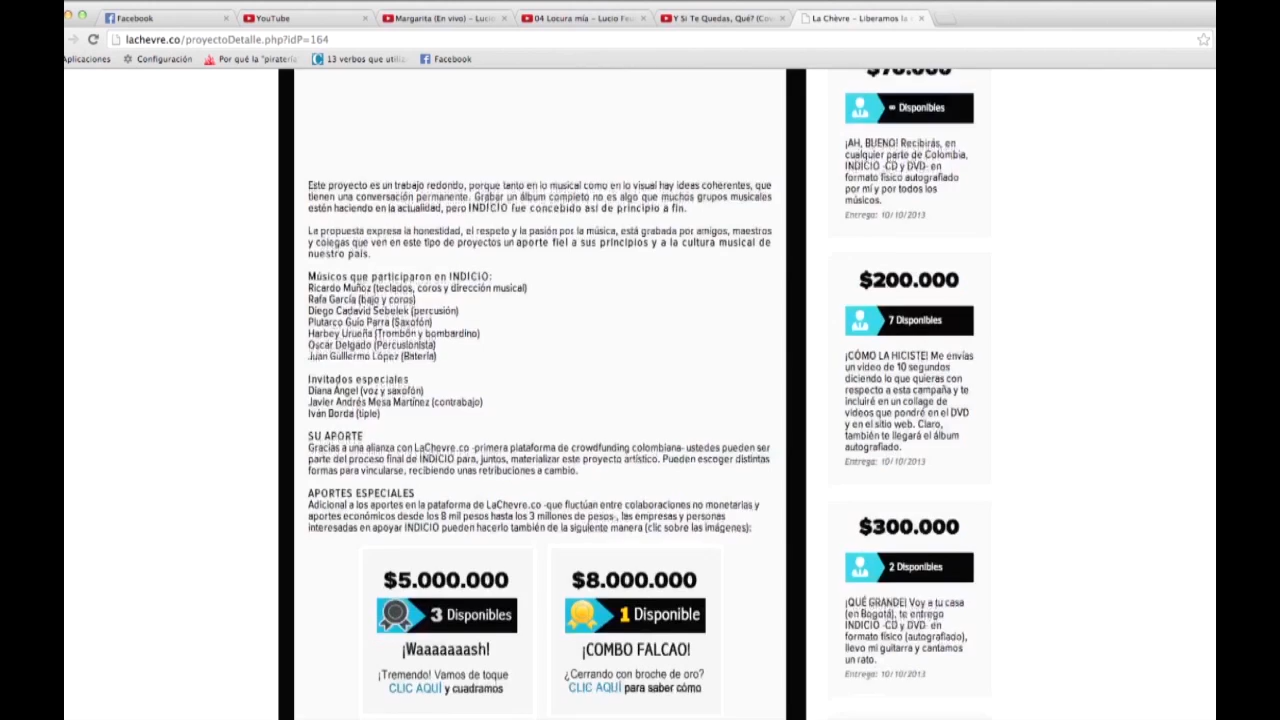 Facebook
YouTube
Margarita (En vivo) – Lucio
04 Locura mía – Lucio Feu
Y Si Te Quedas, Qué? (Cov
La Chèvre – Liberamos la
lachevre.co/proyectoDetalle.php?idP=164
Aplicaciones
Configuración
Por qué la "piratería
13 verbos que utiliz
Facebook
Este proyecto es un trabajo redondo, porque tanto en lo musical como en lo visual hay ideas coherentes, que
tienen una conversación permanente. Grabar un álbum completo no es algo que muchos grupos musicales
estén haciendo en la actualidad, pero INDICIO fue concebido así de principio a fin.
La propuesta expresa la honestidad, el respeto y la pasión por la música, está grabada por amigos, maestros
y colegas que ven en este tipo de proyectos un aporte fiel a sus principios y a la cultura musical de
nuestro país.
Músicos que participaron en INDICIO:
Ricardo Muñoz (teclados, coros y dirección musical)
Rafa García (bajo y coros)
Diego Cadavid Sebelek (percusión)
Plutarco Guío Parra (Saxofón)
Harbey Urueña (Trombón y bombardino)
Oscar Delgado (Percusionista)
Juan Guillermo López (Batería)
Invitados especiales
Diana Ángel (voz y saxofón)
Javier Andrés Mesa Martínez (contrabajo)
Iván Borda (tiple)
SU APORTE
Gracias a una alianza con LaChevre.co -primera plataforma de crowdfunding colombiana- ustedes pueden ser
parte del proceso final de INDICIO para, juntos, materializar este proyecto artístico. Pueden escoger distintas
formas para vincularse, recibiendo unas retribuciones a cambio.
APORTES ESPECIALES
Adicional a los aportes en la pataforma de LaChevre.co -que fluctúan entre colaboraciones no monetarias y
aportes económicos desde los 8 mil pesos hasta los 3 millones de pesos-, las empresas y personas
interesadas en apoyar INDICIO pueden hacerlo también de la siguiente manera (clic sobre las imágenes):
$5.000.000
3 Disponibles
¡Waaaaaaash!
¡Tremendo! Vamos de toque
CLIC AQUÍ y cuadramos
$8.000.000
1 Disponible
¡COMBO FALCAO!
¿Cerrando con broche de oro?
CLIC AQUÍ para saber cómo
$70.000
∞ Disponibles
¡AH, BUENO! Recibirás, en
cualquier parte de Colombia,
INDICIO -CD y DVD- en
formato físico autografiado
por mí y por todos los
músicos.
Entrega: 10/10/2013
$200.000
7 Disponibles
¡CÓMO LA HICISTE! Me envías
un video de 10 segundos
diciendo lo que quieras con
respecto a esta campaña y te
incluiré en un collage de
videos que pondré en el DVD
y en el sitio web. Claro,
también te llegará el álbum
autografiado.
Entrega: 10/10/2013
$300.000
2 Disponibles
¡QUÉ GRANDE! Voy a tu casa
(en Bogotá), te entrego
INDICIO -CD y DVD- en
formato físico (autografiado),
llevo mi guitarra y cantamos
un rato.
Entrega: 10/10/2013